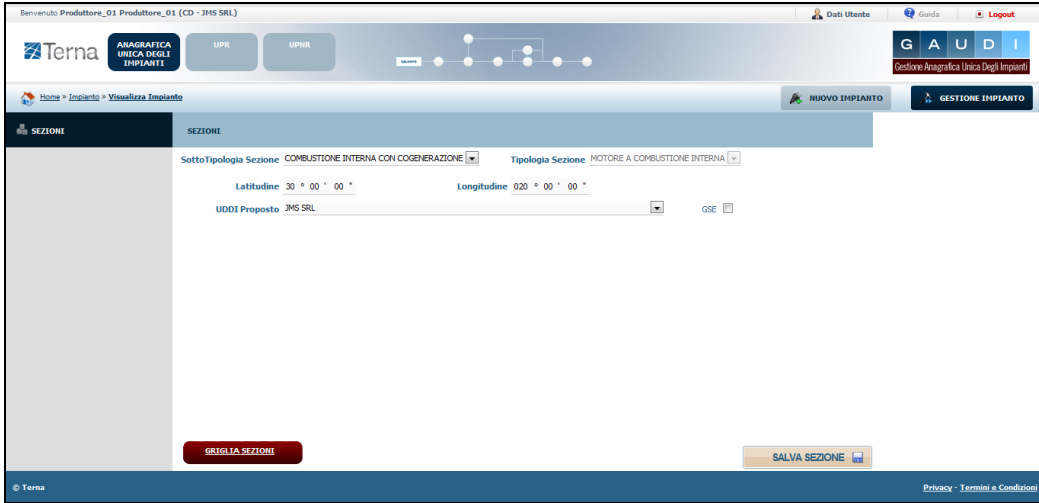 Benvenuto Produttore_01 Produttore_01 (CD - JMS SRL)
Dati Utente
Guida
Logout
Terna
ANAGRAFICA
UNICA DEGLI
IMPIANTI
UPR
UPNR
SALVATO
G A U D I
Gestione Anagrafica Unica Degli Impianti
Home » Impianto » Visualizza Impianto
NUOVO IMPIANTO
GESTIONE IMPIANTO
SEZIONI
SEZIONI
SottoTipologia Sezione COMBUSTIONE INTERNA CON COGENERAZIONE Tipologia Sezione MOTORE A COMBUSTIONE INTERNA
Latitudine 30 ° 00 ' 00 " Longitudine 020 ° 00 ' 00 "
UDDI Proposto JMS SRL GSE
GRIGLIA SEZIONI
SALVA SEZIONE
© Terna
Privacy - Termini e Condizioni